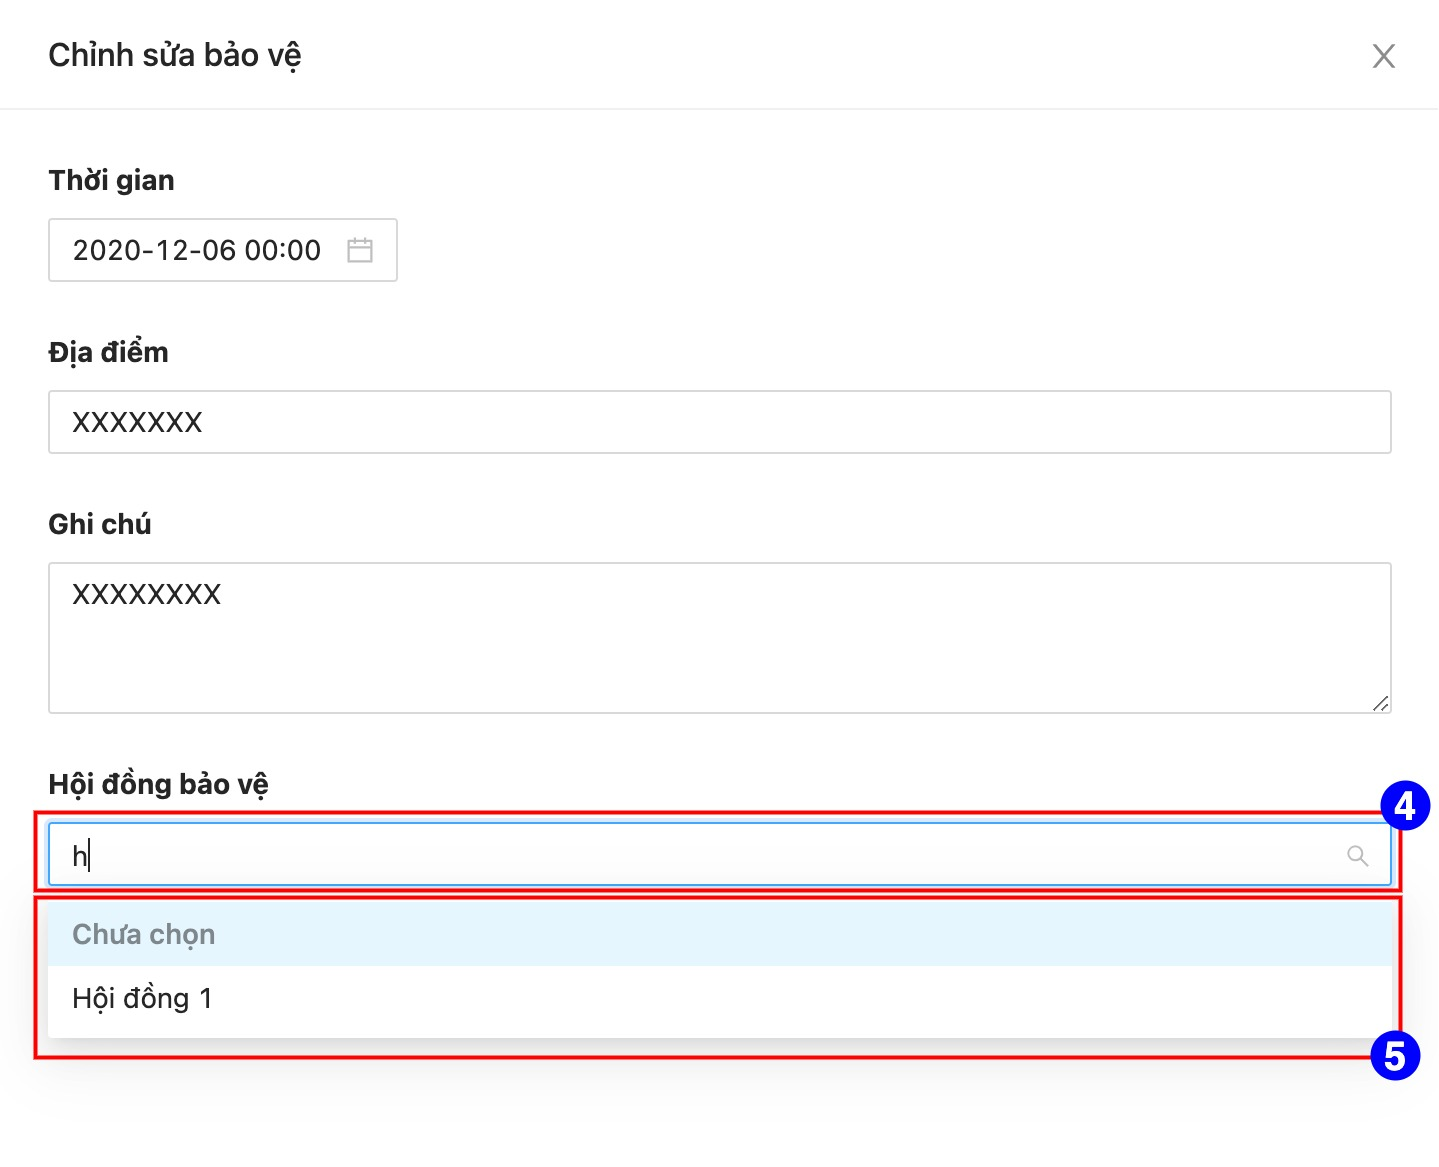 Chỉnh sửa bảo vệ
Thời gian
2020-12-06 00:00
Địa điểm
XXXXXXX
Ghi chú
XXXXXXXX
Hội đồng bảo vệ
4
h
Chưa chọn
Hội đồng 1
5